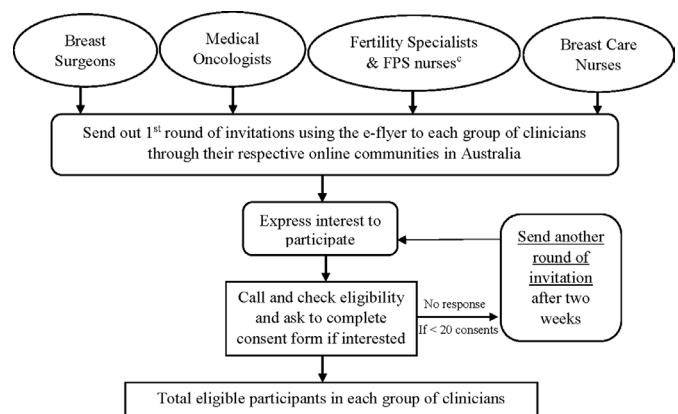 Breast
Surgeons
Medical
Oncologists
Fertility Specialists
& FPS nursesᶜ
Breast Care
Nurses
Send out 1ˢᵗ round of invitations using the e-flyer to each group of clinicians
through their respective online communities in Australia
Express interest to
participate
Send another
round of
invitation
after two
weeks
Call and check eligibility
and ask to complete
consent form if interested
No response
If < 20 consents
Total eligible participants in each group of clinicians